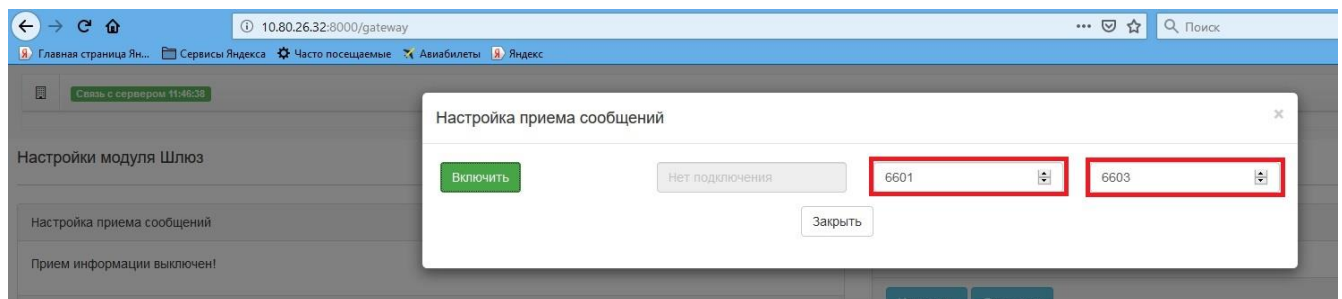 10.80.26.32:8000/gateway
Поиск
Главная страница Ян... Сервисы Яндекса Часто посещаемые Авиабилеты Яндекс
Связь с сервером 11:46:38
Настройка приема сообщений
×
Настройки модуля Шлюз
Включить
Нет подключения
6601
6603
Закрыть
Настройка приема сообщений
Прием информации выключен!